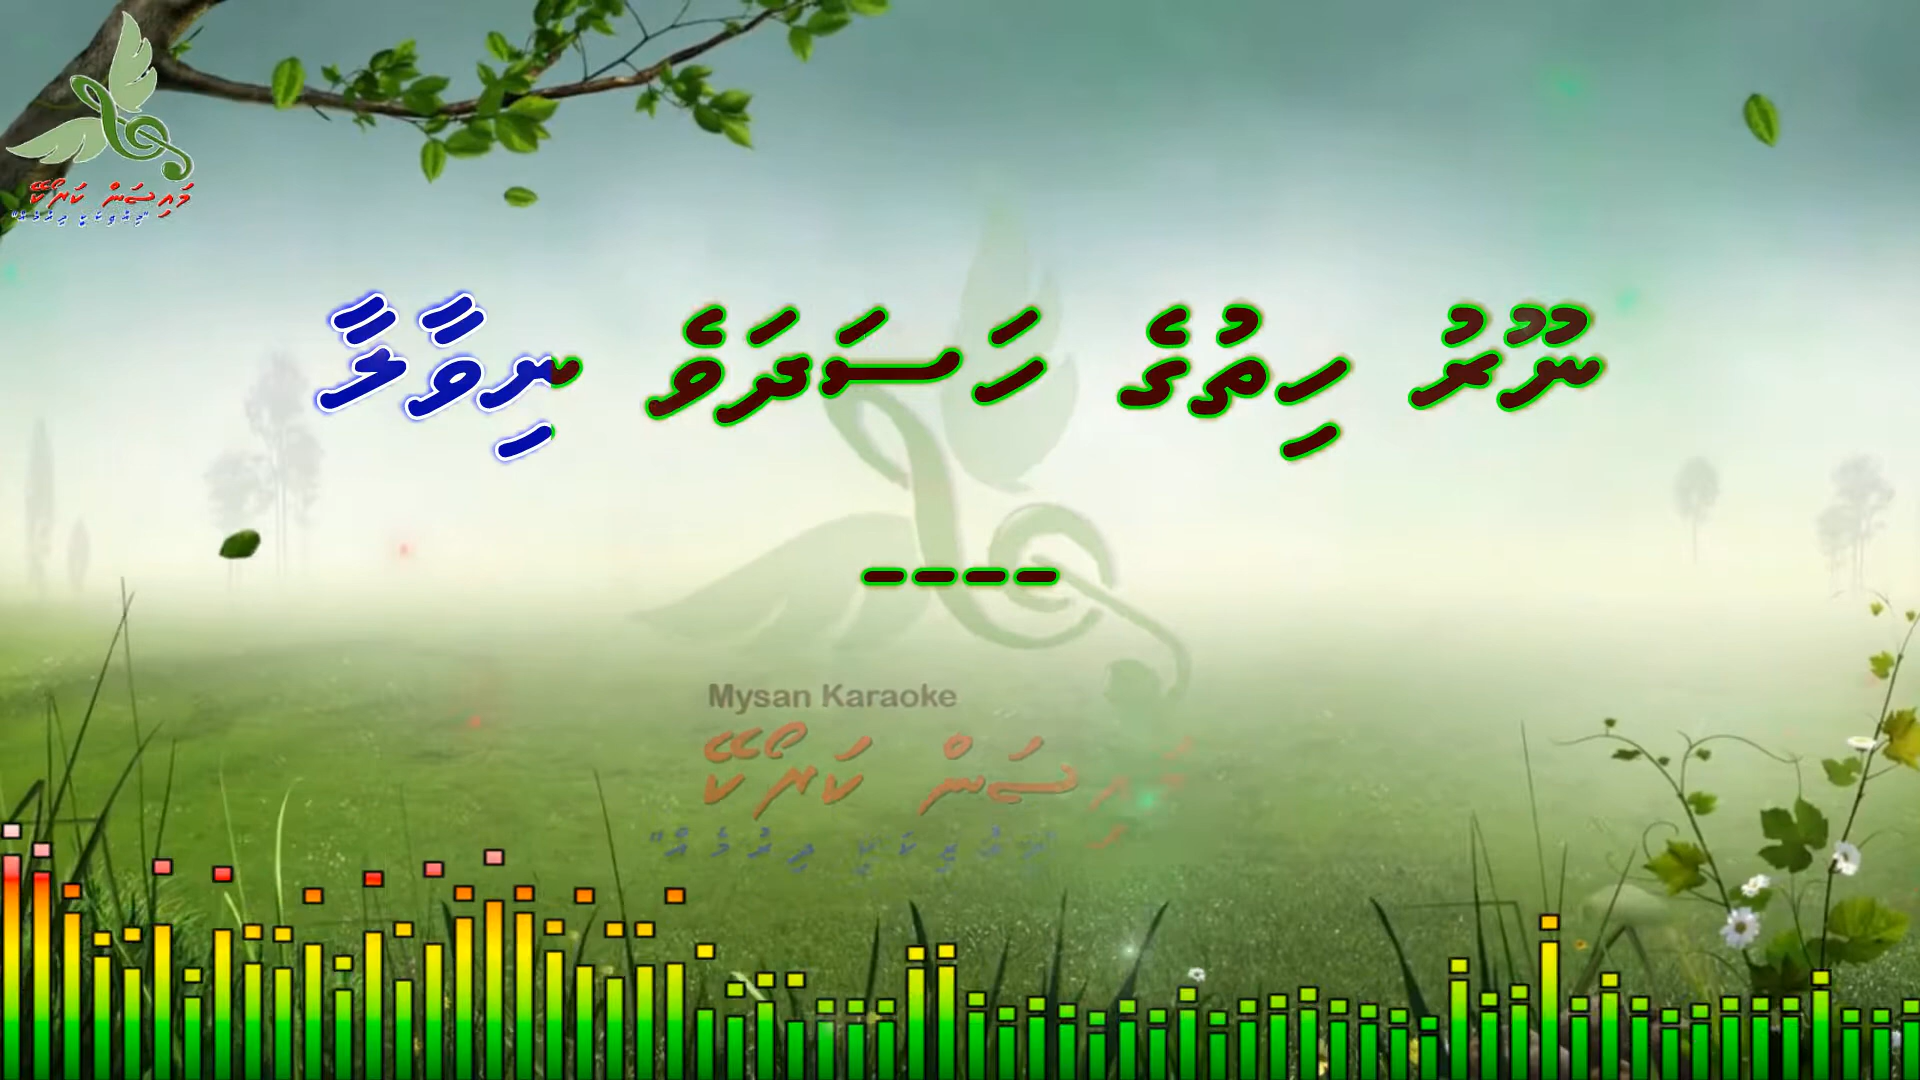 މައިސަން ކަރޯކޭ
ނޫރު ހިތުގެ ހަސަދަވެ ނިވާލާ
----
Mysan Karaoke
މައިސަން ކަރޯކޭ